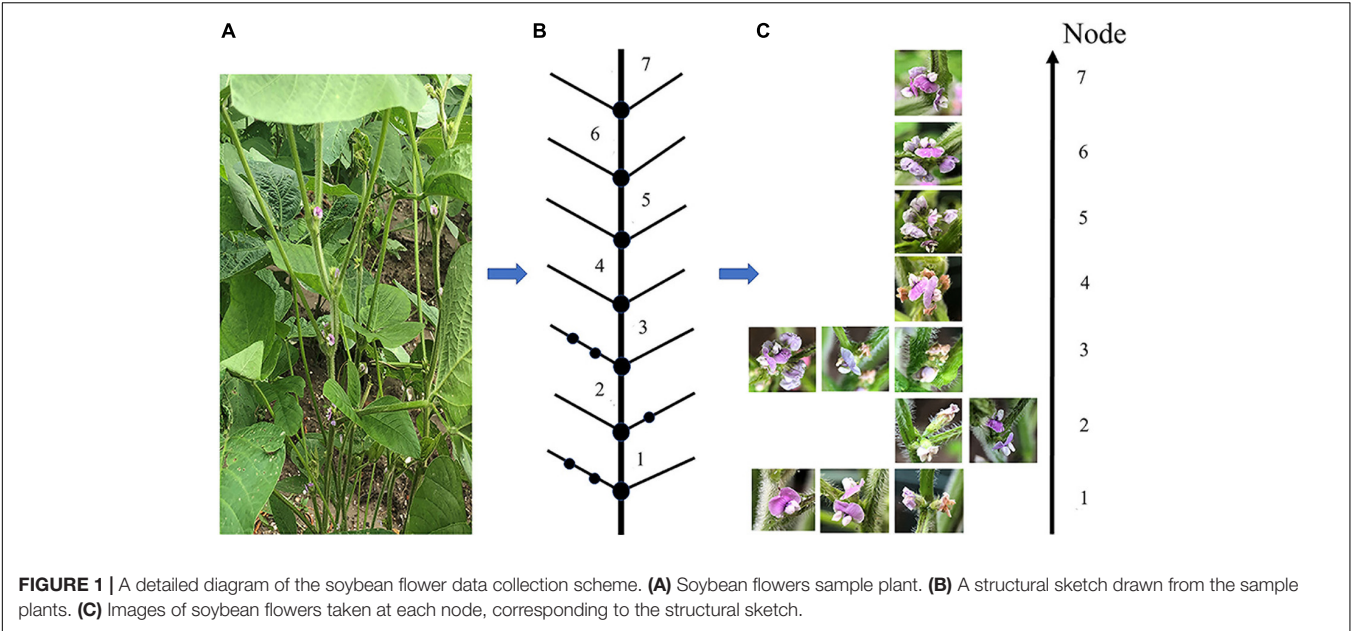 A
B
C
Node
7
6
5
4
3
2
1
7
6
5
4
3
2
1
FIGURE 1 | A detailed diagram of the soybean flower data collection scheme. (A) Soybean flowers sample plant. (B) A structural sketch drawn from the sample
plants. (C) Images of soybean flowers taken at each node, corresponding to the structural sketch.